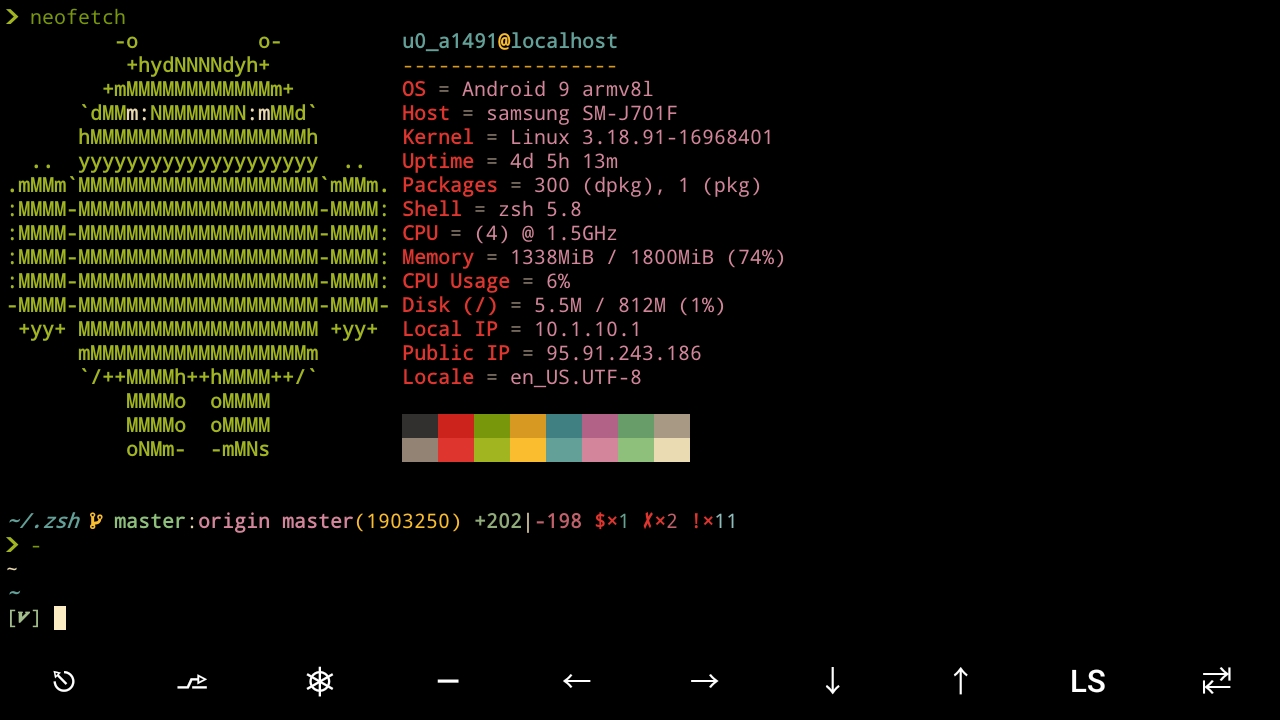 ❯ neofetch
         -o          o-            u0_a1491@localhost
          +hydNNNNdyh+             ------------------
        +mMMMMMMMMMMMMm+           OS = Android 9 armv8l
      `dMMm:NMMMMMMN:mMMd`         Host = samsung SM-J701F
      hMMMMMMMMMMMMMMMMMMh         Kernel = Linux 3.18.91-16968401
  ..  yyyyyyyyyyyyyyyyyyyy  ..     Uptime = 4d 5h 13m
.mMMm`MMMMMMMMMMMMMMMMMMMM`mMMm.   Packages = 300 (dpkg), 1 (pkg)
:MMMM-MMMMMMMMMMMMMMMMMMMM-MMMM:   Shell = zsh 5.8
:MMMM-MMMMMMMMMMMMMMMMMMMM-MMMM:   CPU = (4) @ 1.5GHz
:MMMM-MMMMMMMMMMMMMMMMMMMM-MMMM:   Memory = 1338MiB / 1800MiB (74%)
:MMMM-MMMMMMMMMMMMMMMMMMMM-MMMM:   CPU Usage = 6%
-MMMM-MMMMMMMMMMMMMMMMMMMM-MMMM-   Disk (/) = 5.5M / 812M (1%)
 +yy+ MMMMMMMMMMMMMMMMMMMM +yy+    Local IP = 10.1.10.1
      mMMMMMMMMMMMMMMMMMMm         Public IP = 95.91.243.186
      `/++MMMMh++hMMMM++/`         Locale = en_US.UTF-8
          MMMMo  oMMMM
          MMMMo  oMMMM
          oNMm-  -mMNs
~/.zsh master:origin master(1903250) +202|-198 $×1 ✗×2 !×11
❯ -
~
~
[V]
LS